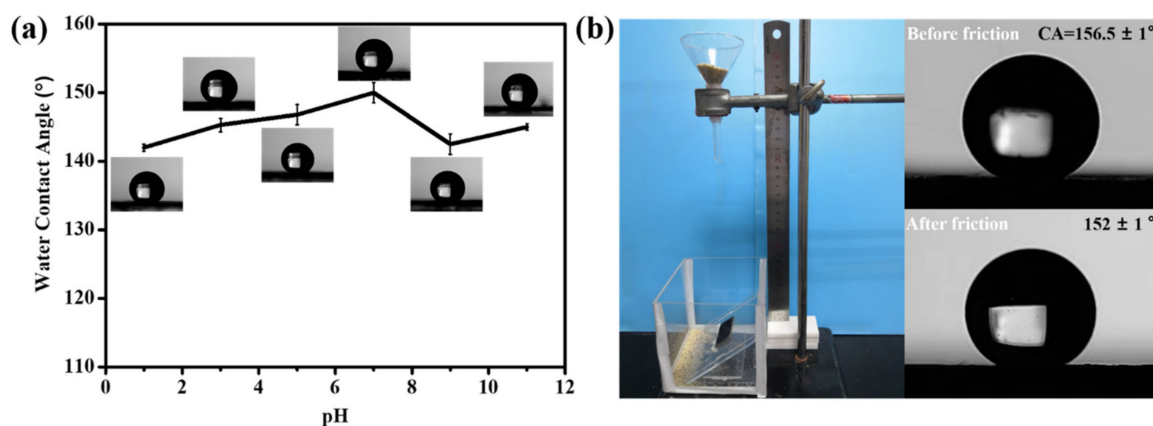 (a)
160
150
140
130
120
110
Water Contact Angle (°)
0 2 4 6 8 10 12
pH
(b)
Before friction CA=156.5 ± 1°
After friction 152 ± 1 °